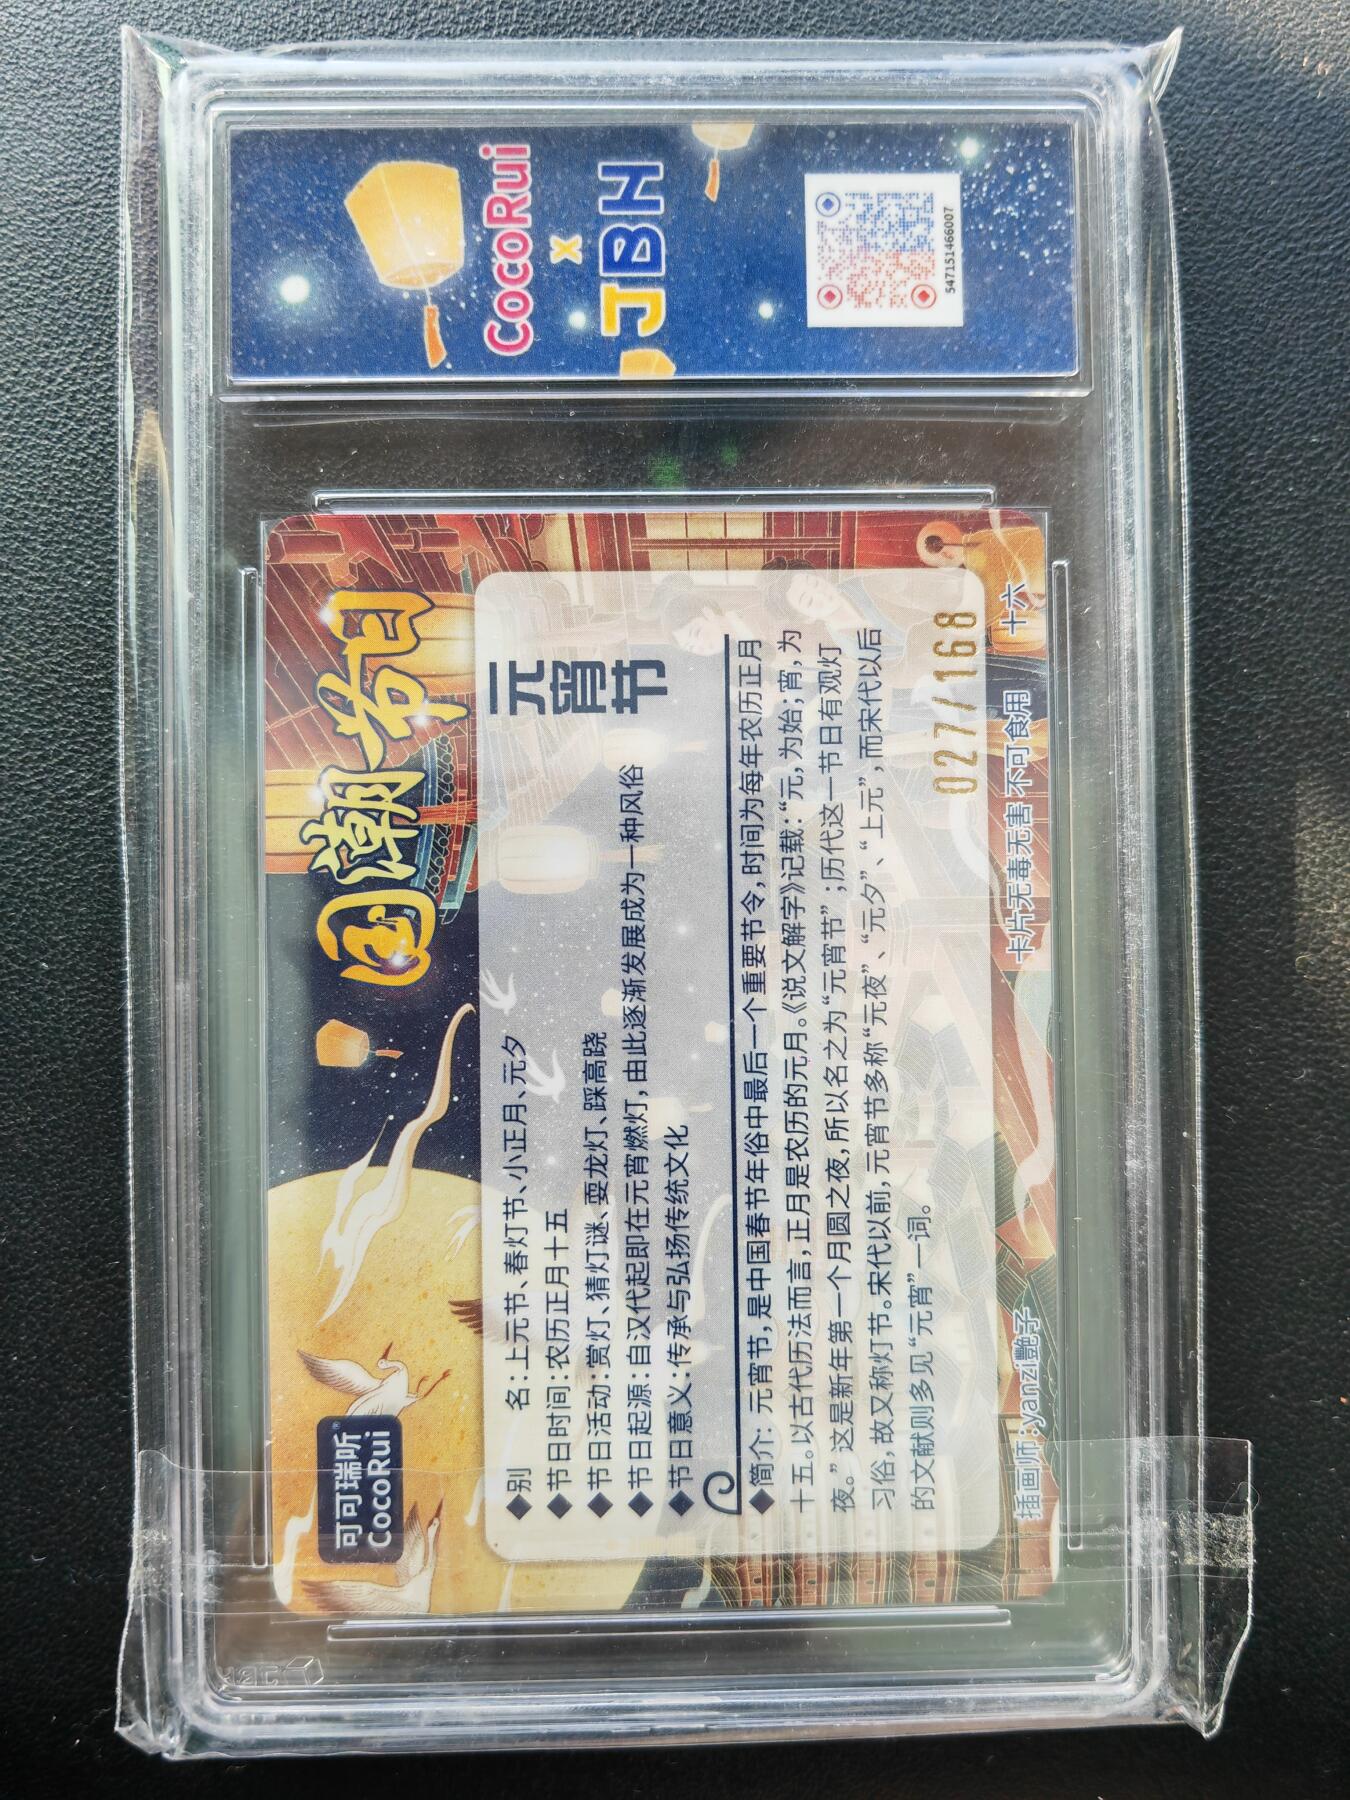 CocoRui
x
JBH
547151466007
可可瑞听®
CocoRui
国潮节日
元宵节
◆别 名:上元节、春灯节、小正月、元夕
◆节日时间:农历正月十五
◆节日活动:赏灯、猜灯谜、耍龙灯、踩高跷
◆节日起源:自汉代起即在元宵燃灯,由此逐渐发展成为一种风俗
◆节日意义:传承与弘扬传统文化
◆简介: 元宵节,是中国春节年俗中最后一个重要节令,时间为每年农历正月
十五。以古代历法而言,正月是农历的元月。《说文解字》记载:“元,为始;宵,为
夜。”这是新年第一个月圆之夜,所以名之为“元宵节”;历代这一节日有观灯
习俗,故又称灯节。宋代以前,元宵节多称“元夜”、“元夕”、“上元”,而宋代以后
的文献则多见“元宵”一词。
027/168
插画师:yanzi艷子
卡片无毒无害 不可食用
十六
JBH